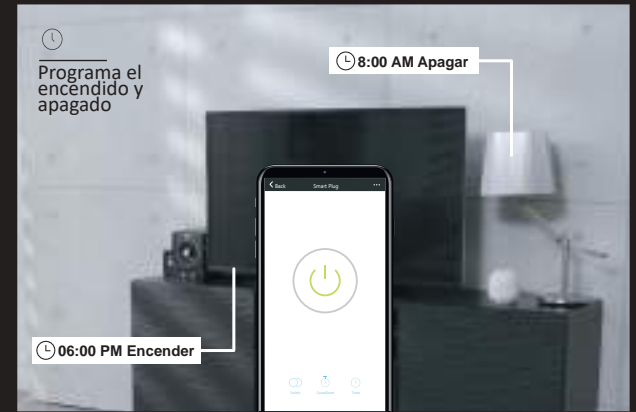 Programa el
encendido y
apagado
8:00 AM Apagar
Back Smart Plug
06:00 PM Encender